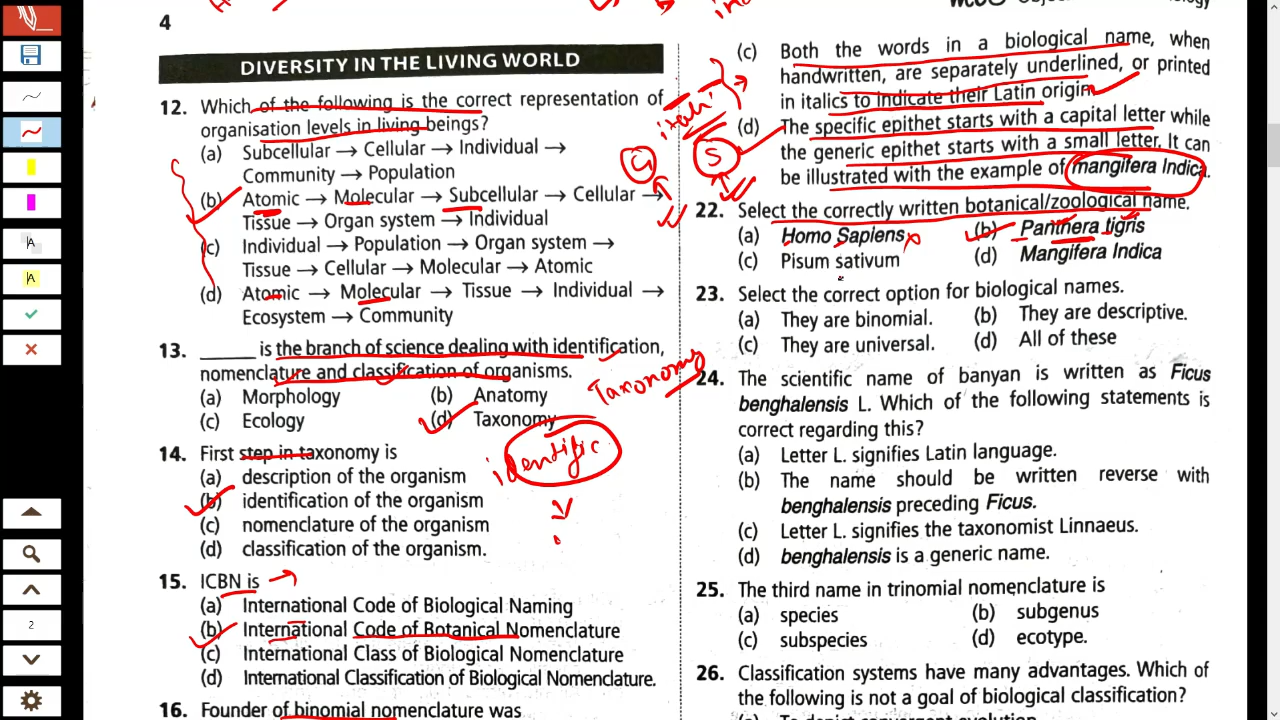 4
DIVERSITY IN THE LIVING WORLD
12. Which of the following is the correct representation of
organisation levels in living beings?
(a) Subcellular → Cellular → Individual →
Community → Population
(b) Atomic → Molecular → Subcellular → Cellular →
Tissue → Organ system → Individual
(c) Individual → Population → Organ system →
Tissue → Cellular → Molecular → Atomic
(d) Atomic → Molecular → Tissue → Individual →
Ecosystem → Community
13. ______ is the branch of science dealing with identification,
nomenclature and classification of organisms.
Taxonomy
(a) Morphology (b) Anatomy
(c) Ecology (d) Taxonomy
14. First step in taxonomy is
identific
(a) description of the organism
(b) identification of the organism
(c) nomenclature of the organism
(d) classification of the organism.
15. ICBN is →
(a) International Code of Biological Naming
(b) International Code of Botanical Nomenclature
(c) International Class of Biological Nomenclature
(d) International Classification of Biological Nomenclature.
16. Founder of binomial nomenclature was
(c) Both the words in a biological name, when
handwritten, are separately underlined, or printed
in italics to indicate their Latin origin.
itali
(d) The specific epithet starts with a capital letter while
the generic epithet starts with a small letter. It can
be illustrated with the example of mangifera Indica.
G S
22. Select the correctly written botanical/zoological name.
(a) Homo Sapiens (b) Panthera tigris
(c) Pisum sativum (d) Mangifera Indica
23. Select the correct option for biological names.
(a) They are binomial. (b) They are descriptive.
(c) They are universal. (d) All of these
24. The scientific name of banyan is written as Ficus
benghalensis L. Which of the following statements is
correct regarding this?
(a) Letter L. signifies Latin language.
(b) The name should be written reverse with
benghalensis preceding Ficus.
(c) Letter L. signifies the taxonomist Linnaeus.
(d) benghalensis is a generic name.
25. The third name in trinomial nomenclature is
(a) species (b) subgenus
(c) subspecies (d) ecotype.
26. Classification systems have many advantages. Which of
the following is not a goal of biological classification?
2